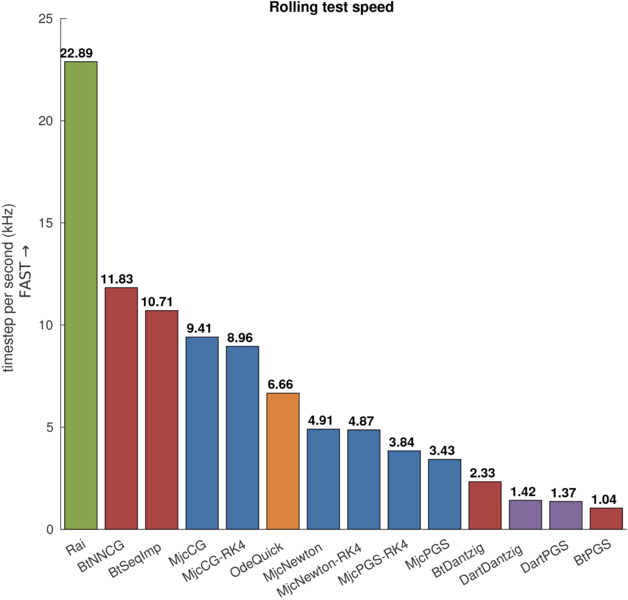 Rolling test speed
timestep per second (kHz)
FAST →
25
20
15
10
5
0
22.89
11.83
10.71
9.41
8.96
6.66
4.91
4.87
3.84
3.43
2.33
1.42
1.37
1.04
Rai
BtNNCG
BtSeqImp
MjcCG
MjcCG-RK4
OdeQuick
MjcNewton
MjcNewton-RK4
MjcPGS-RK4
MjcPGS
BtDantzig
DartDantzig
DartPGS
BtPGS